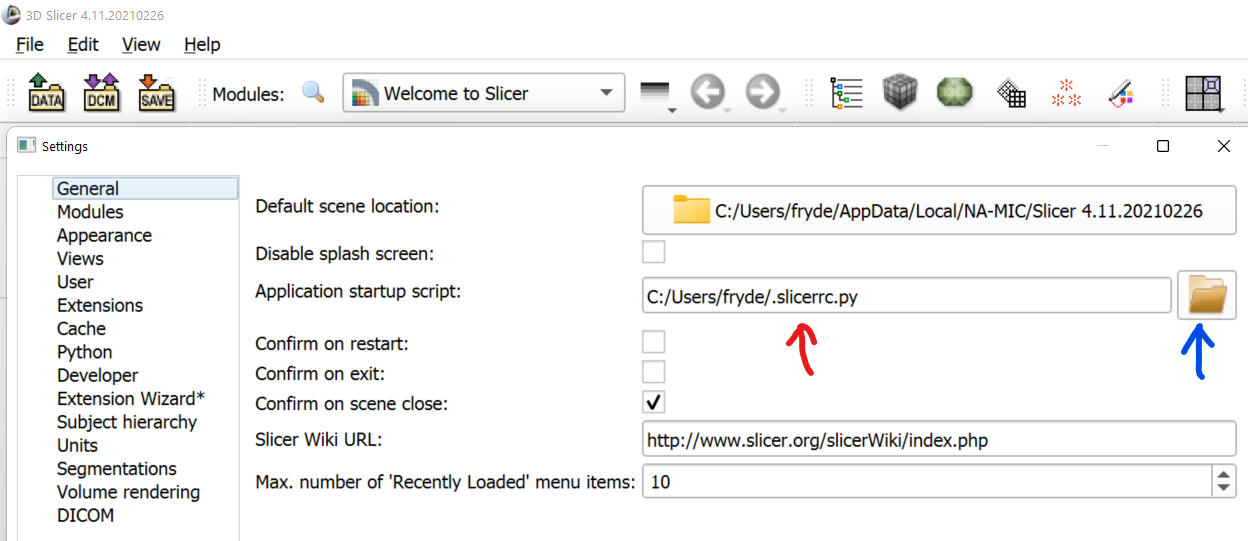 3D Slicer 4.11.20210226
File Edit View Help
DATA DCM SAVE Modules: Welcome to Slicer
Settings
General
Modules
Appearance
Views
User
Extensions
Cache
Python
Developer
Extension Wizard*
Subject hierarchy
Units
Segmentations
Volume rendering
DICOM
Default scene location: C:/Users/fryde/AppData/Local/NA-MIC/Slicer 4.11.20210226
Disable splash screen:
Application startup script: C:/Users/fryde/.slicerrc.py
Confirm on restart:
Confirm on exit:
Confirm on scene close:
Slicer Wiki URL: http://www.slicer.org/slicerWiki/index.php
Max. number of 'Recently Loaded' menu items: 10